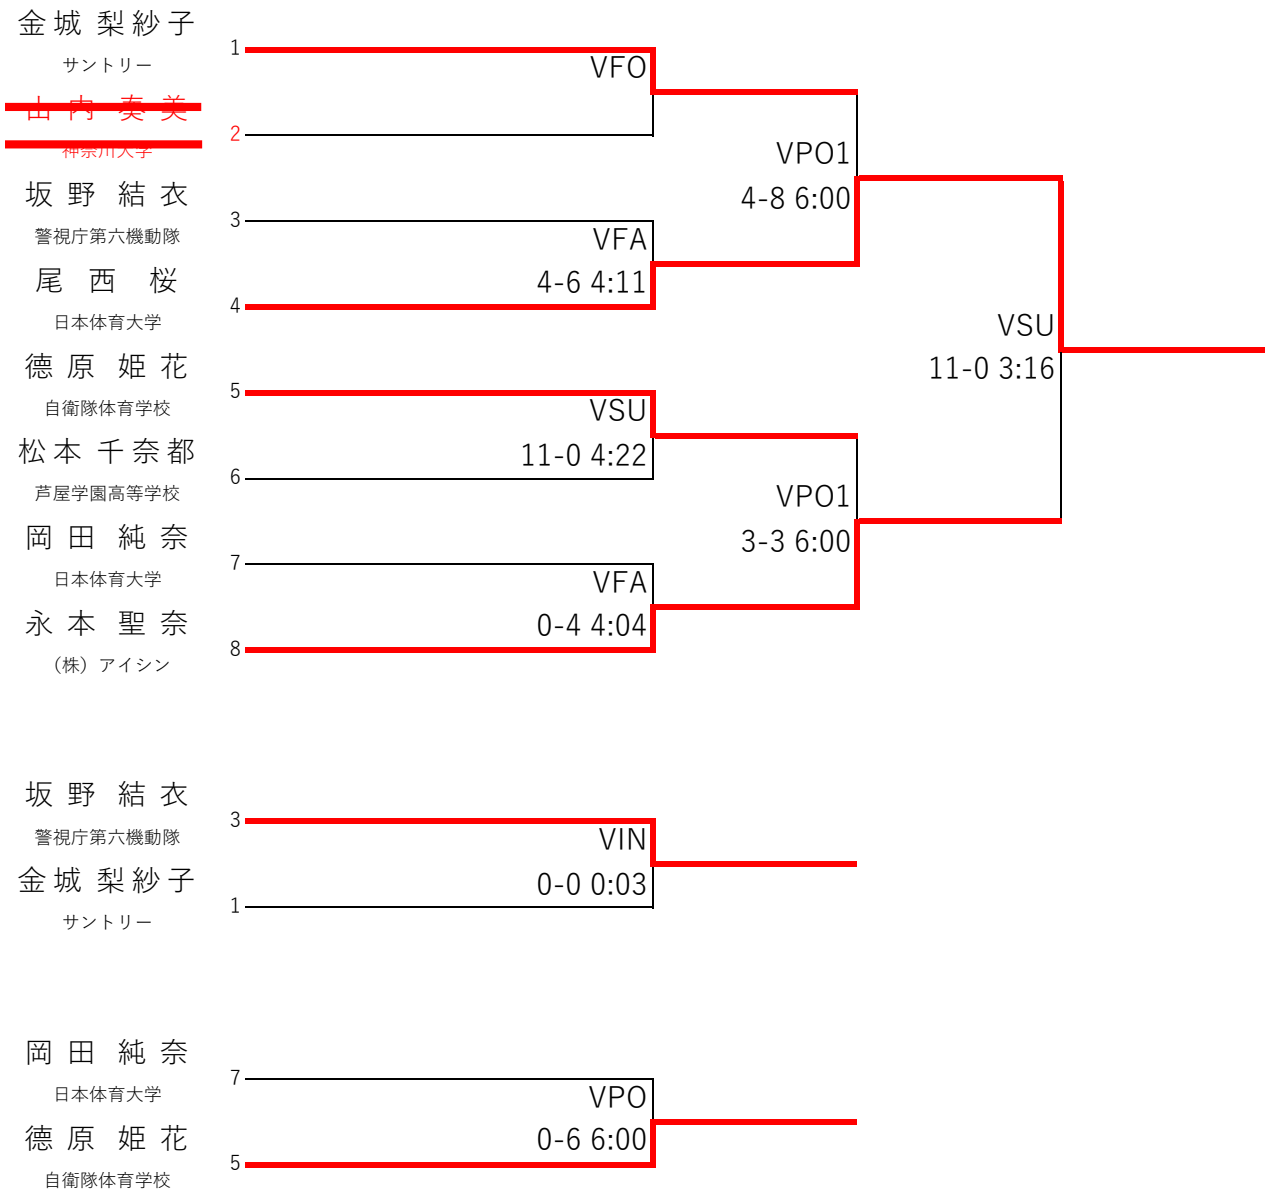 金城 梨紗子
1
サントリー
VFO
山内 奏美
2
神奈川大学
VPO1
4-8 6:00
坂野 結衣
3
警視庁第六機動隊
VFA
4-6 4:11
尾西 桜
4
日本体育大学
VSU
11-0 3:16
德原 姫花
5
自衛隊体育学校
VSU
11-0 4:22
松本 千奈都
6
芦屋学園高等学校
VPO1
3-3 6:00
岡田 純奈
7
日本体育大学
VFA
0-4 4:04
永本 聖奈
8
（株）アイシン
坂野 結衣
3
警視庁第六機動隊
VIN
0-0 0:03
金城 梨紗子
1
サントリー
岡田 純奈
7
日本体育大学
VPO
0-6 6:00
德原 姫花
5
自衛隊体育学校